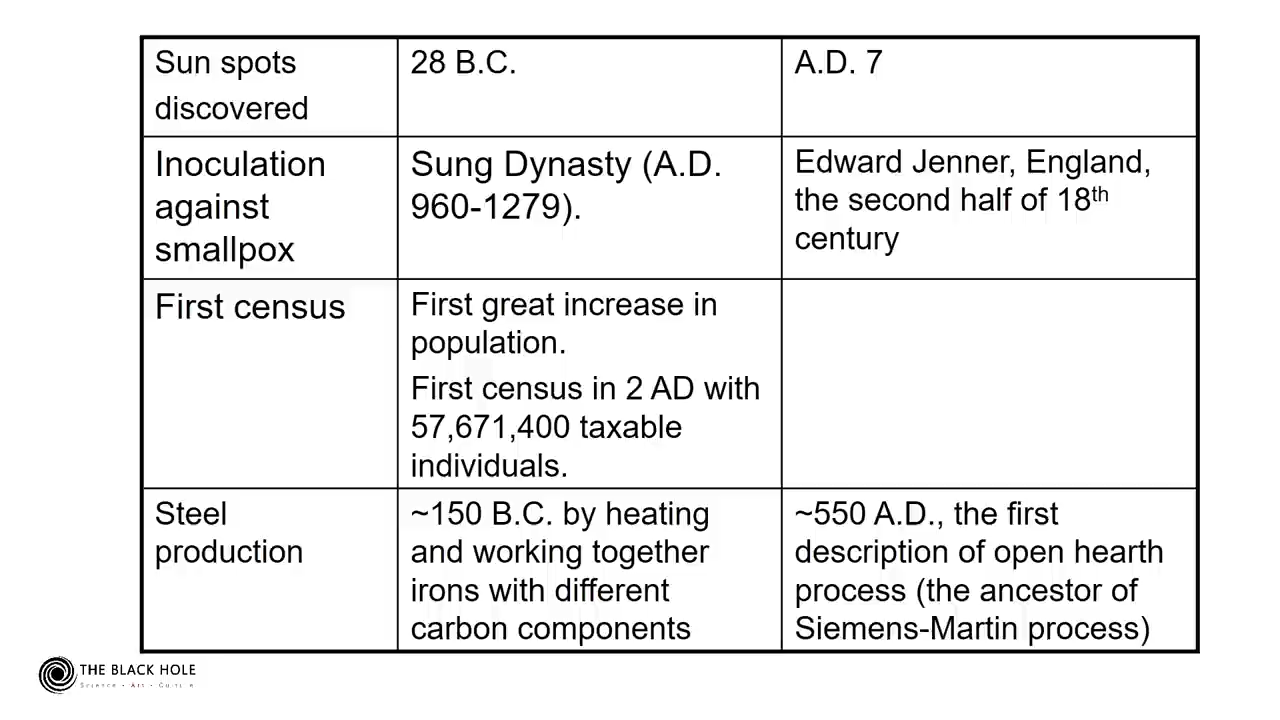 Sun spots
discovered
28 B.C.
A.D. 7
Inoculation
against
smallpox
Sung Dynasty (A.D.
960-1279).
Edward Jenner, England,
the second half of 18th
century
First census
First great increase in
population.
First census in 2 AD with
57,671,400 taxable
individuals.
Steel
production
~150 B.C. by heating
and working together
irons with different
carbon components
~550 A.D., the first
description of open hearth
process (the ancestor of
Siemens-Martin process)
THE BLACK HOLE
Science • Art • Culture